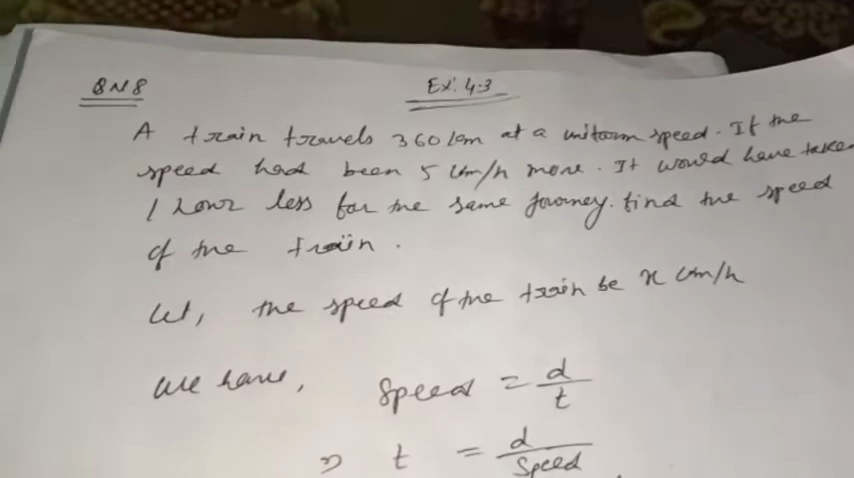 QN8 Ex: 4.3
A train travels 360 km at a uniform speed. If the
speed had been 5 km/h more. It would have taken
1 hour less for the same journey. find the speed
of the train.
Let, the speed of the train be x km/h
We have, Speed = d/t
⇒ t = d/Speed